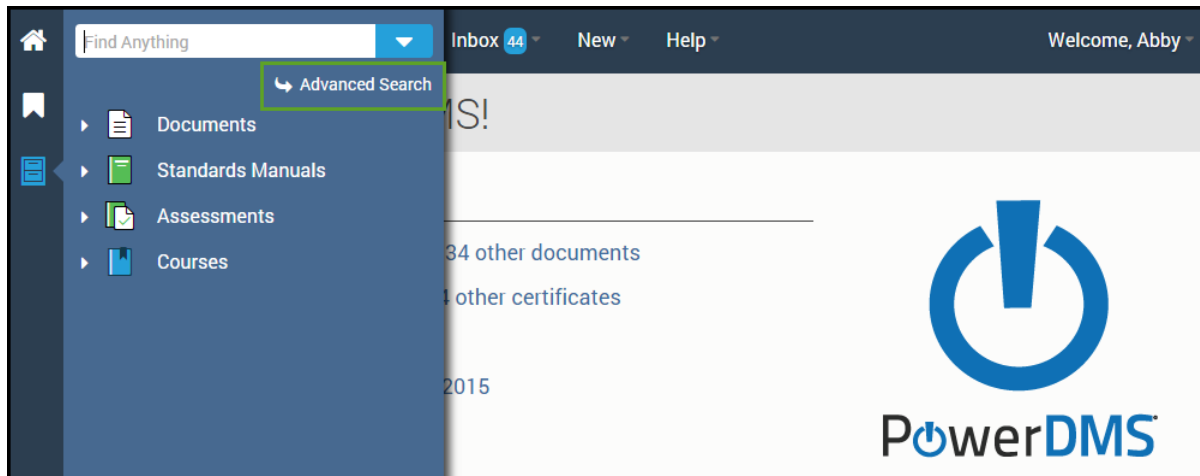 Find Anything
Inbox 44
New
Help
Welcome, Abby
Advanced Search
MS!
Documents
Standards Manuals
Assessments
Courses
34 other documents
4 other certificates
2015
PowerDMS